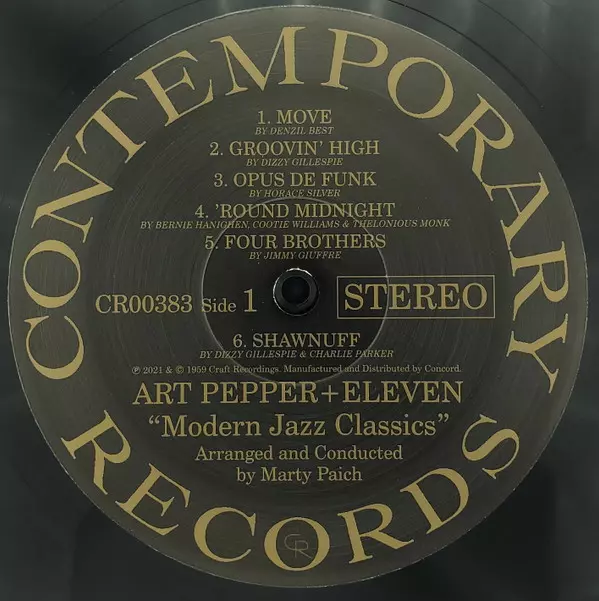 CONTEMPORARY
1. MOVE
BY DENZIL BEST
2. GROOVIN' HIGH
BY DIZZY GILLESPIE
3. OPUS DE FUNK
BY HORACE SILVER
4. 'ROUND MIDNIGHT
BY BERNIE HANIGHEN, COOTIE WILLIAMS & THELONIOUS MONK
5. FOUR BROTHERS
BY JIMMY GIUFFRE
CR00383 Side 1 STEREO
6. SHAWNUFF
BY DIZZY GILLESPIE & CHARLIE PARKER
℗ 2021 & © 1959 Craft Recordings. Manufactured and Distributed by Concord.
ART PEPPER+ELEVEN
“Modern Jazz Classics”
Arranged and Conducted
by Marty Paich
RECORDS
CR